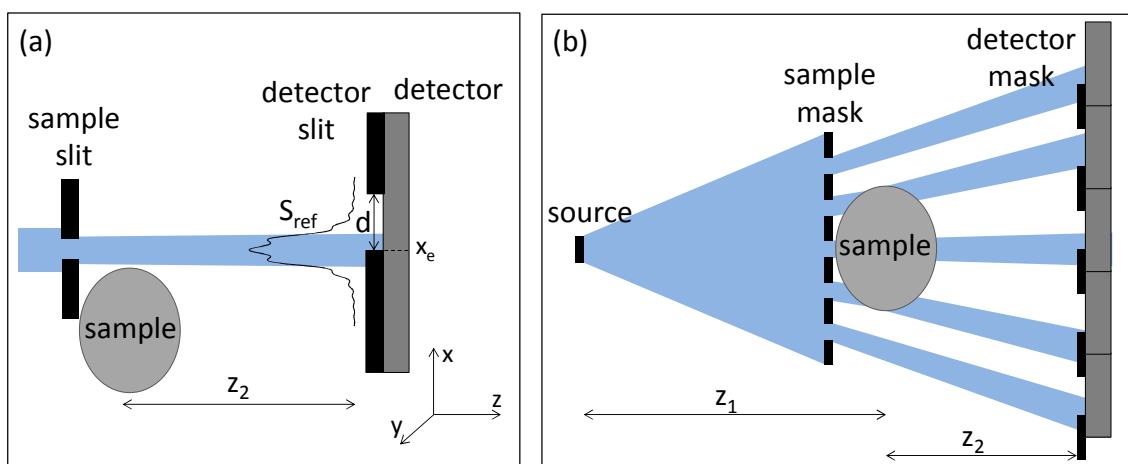 (a)
sample
slit
detector
slit
detector
S_ref
d
x_e
sample
z_2
x
z
y
(b)
detector
mask
sample
mask
source
sample
z_1
z_2